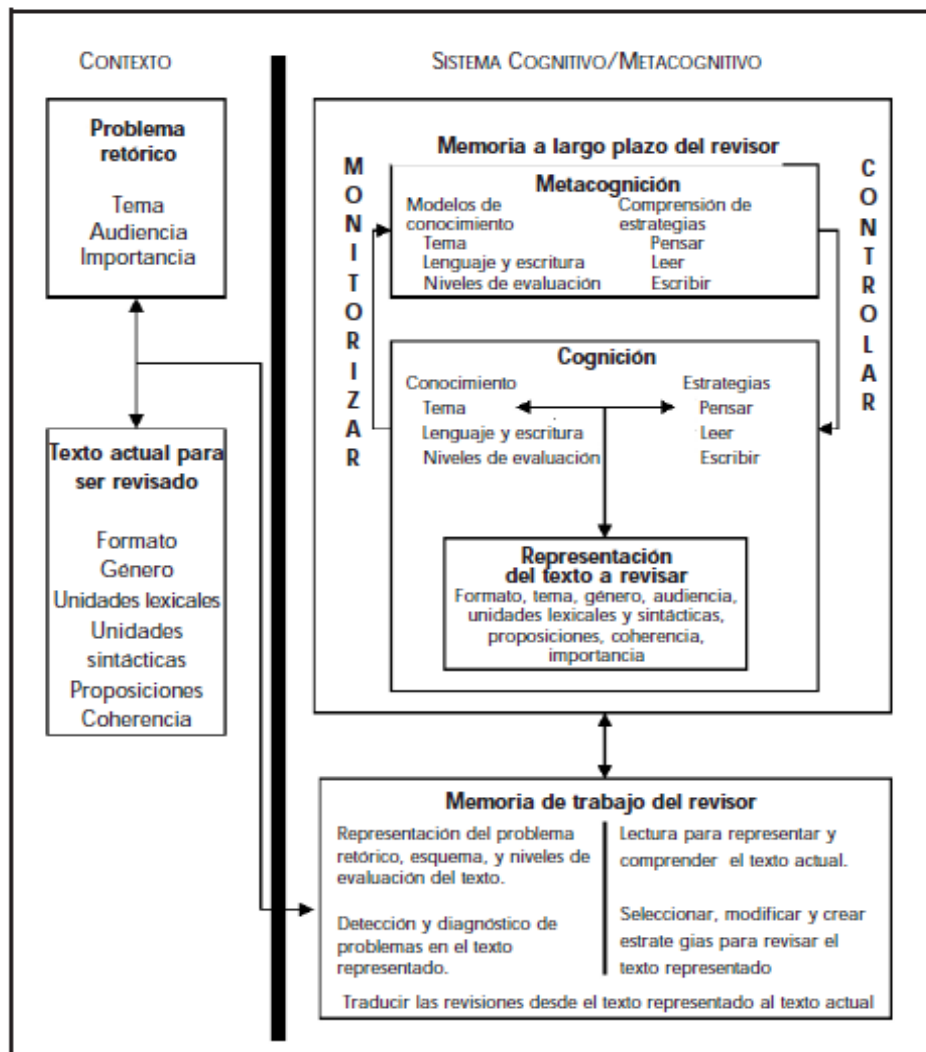 CONTEXTO
Problema
retórico
Tema
Audiencia
Importancia
Texto actual para
ser revisado
Formato
Género
Unidades lexicales
Unidades
sintácticas
Proposiciones
Coherencia
SISTEMA COGNITIVO/METACOGNITIVO
MONITORIZAR
CONTROLAR
Memoria a largo plazo del revisor
Metacognición
Modelos de
conocimiento
Tema
Lenguaje y escritura
Niveles de evaluación
Comprensión de
estrategias
Pensar
Leer
Escribir
Cognición
Conocimiento
Tema
Lenguaje y escritura
Niveles de evaluación
Estrategias
Pensar
Leer
Escribir
Representación
del texto a revisar
Formato, tema, género, audiencia,
unidades lexicales y sintácticas,
proposiciones, coherencia,
importancia
Memoria de trabajo del revisor
Representación del problema
retórico, esquema, y niveles de
evaluación del texto.
Detección y diagnóstico de
problemas en el texto
representado.
Lectura para representar y
comprender el texto actual.
Seleccionar, modificar y crear
estrate gias para revisar el
texto representado
Traducir las revisiones desde el texto representado al texto actual